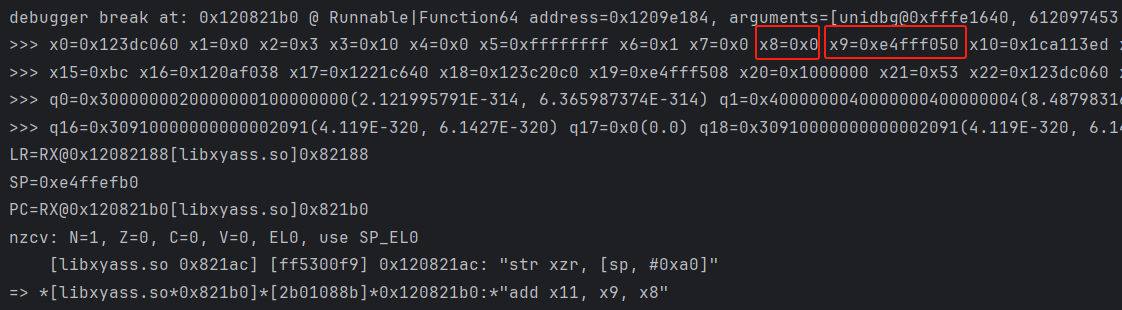 debugger break at: 0x120821b0 @ Runnable|Function64 address=0x1209e184, arguments=[unidbg@0xfffe1640, 612097453
>>> x0=0x123dc060 x1=0x0 x2=0x3 x3=0x10 x4=0x0 x5=0xffffffff x6=0x1 x7=0x0 x8=0x0 x9=0xe4fff050 x10=0x1ca113ed
>>> x15=0xbc x16=0x120af038 x17=0x1221c640 x18=0x123c20c0 x19=0xe4fff508 x20=0x1000000 x21=0x53 x22=0x123dc060
>>> q0=0x3000000020000000100000000(2.121995791E-314, 6.365987374E-314) q1=0x4000000040000000400000004(8.48798316
>>> q16=0x30910000000000002091(4.119E-320, 6.1427E-320) q17=0x0(0.0) q18=0x30910000000000002091(4.119E-320, 6.14
LR=RX@0x12082188[libxyass.so]0x82188
SP=0xe4ffefb0
PC=RX@0x120821b0[libxyass.so]0x821b0
nzcv: N=1, Z=0, C=0, V=0, EL0, use SP_EL0
[libxyass.so 0x821ac] [ff5300f9] 0x120821ac: "str xzr, [sp, #0xa0]"
=> *[libxyass.so*0x821b0]*[2b01088b]*0x120821b0:*"add x11, x9, x8"